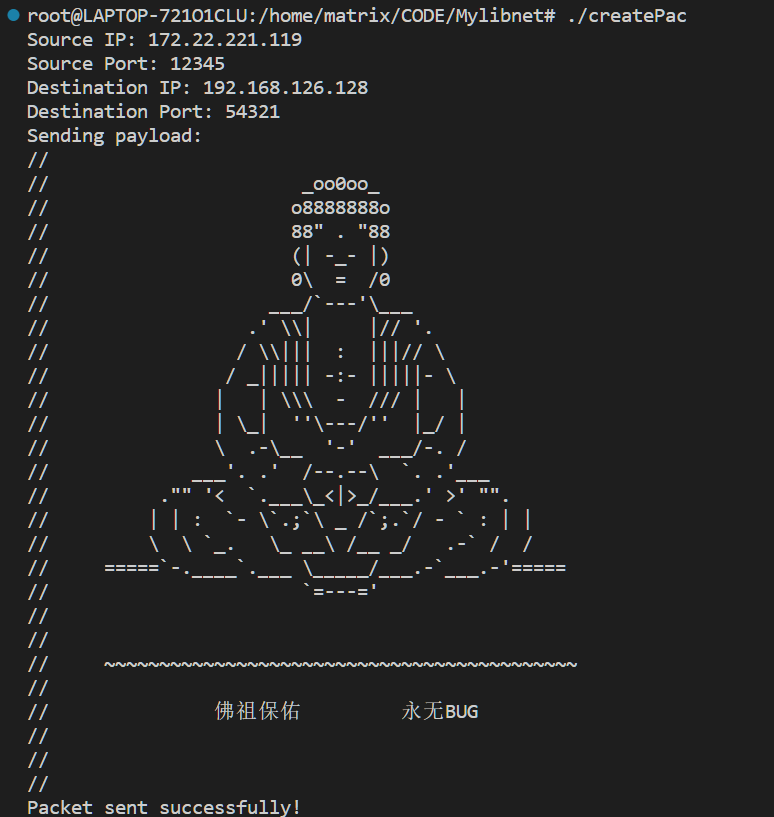 root@LAPTOP-721O1CLU:/home/matrix/CODE/Mylibnet# ./createPac
Source IP: 172.22.221.119
Source Port: 12345
Destination IP: 192.168.126.128
Destination Port: 54321
Sending payload:
//
//                       _oo0oo_
//                      o8888888o
//                      88" . "88
//                      (| -_- |)
//                      0\  =  /0
//                    ___/`---'\___
//                  .' \\|     |// '.
//                 / \\|||  :  |||// \
//                / _||||| -:- |||||- \
//               |   | \\\  -  /// |   |
//               | \_|  ''\---/''  |_/ |
//               \  .-\__  '-'  ___/-. /
//             ___'. .'  /--.--\  `. .'___
//          ."" '<  `.___\_<|>_/___.' >' "".
//         | | :  `- \`.;`\ _ /`;.`/ - ` : | |
//         \  \ `_.   \_ __\ /__ _/   .-` /  /
//     =====`-.____`.___ \_____/___.-`___.-'=====
//                       `=---='
//
//
//     ~~~~~~~~~~~~~~~~~~~~~~~~~~~~~~~~~~~~~~~~~~~
//
//               佛祖保佑         永无BUG
//
//
//
Packet sent successfully!